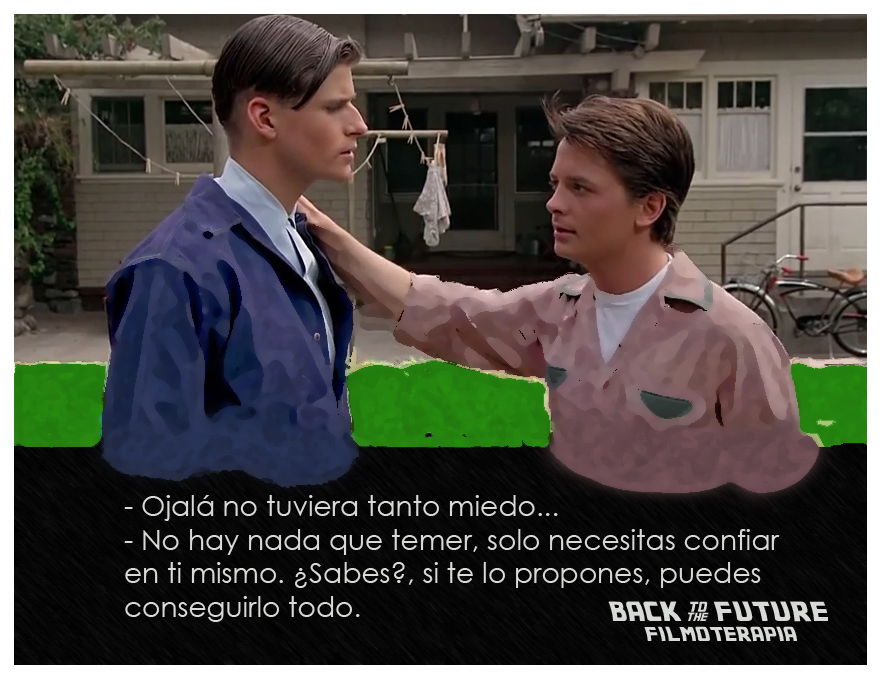 - Ojalá no tuviera tanto miedo...
- No hay nada que temer, solo necesitas confiar
en ti mismo. ¿Sabes?, si te lo propones, puedes
conseguirlo todo.
BACK TO THE FUTURE
FILMOTERAPIA